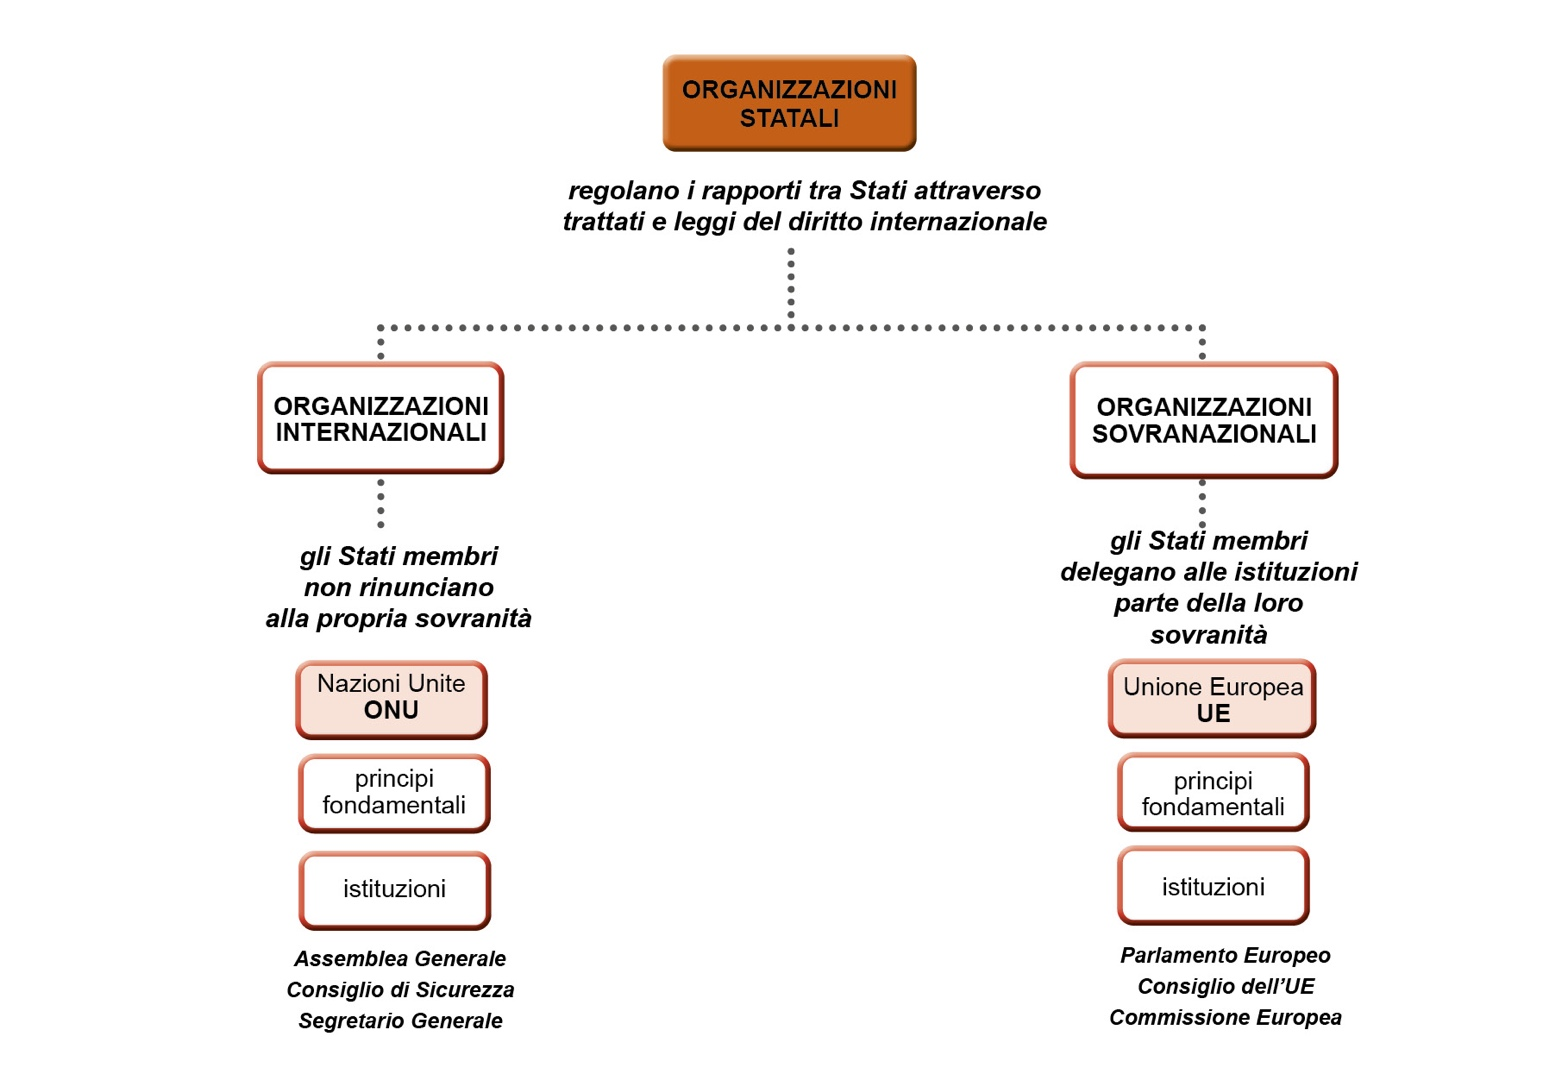 ORGANIZZAZIONI
STATALI
regolano i rapporti tra Stati attraverso
trattati e leggi del diritto internazionale
ORGANIZZAZIONI
INTERNAZIONALI
gli Stati membri
non rinunciano
alla propria sovranità
Nazioni Unite
ONU
principi
fondamentali
istituzioni
Assemblea Generale
Consiglio di Sicurezza
Segretario Generale
ORGANIZZAZIONI
SOVRANAZIONALI
gli Stati membri
delegano alle istituzioni
parte della loro
sovranità
Unione Europea
UE
principi
fondamentali
istituzioni
Parlamento Europeo
Consiglio dell’UE
Commissione Europea